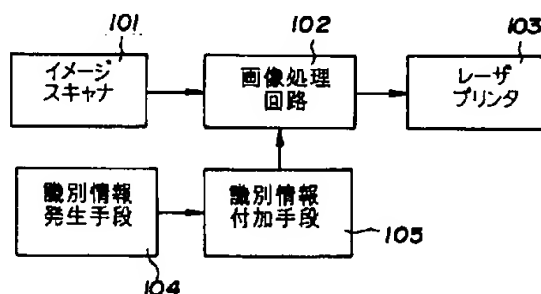 101
102
103
イメージ
スキャナ
画像処理
回路
レーザ
プリンタ
識別情報
発生手段
識別情報
付加手段
104
105